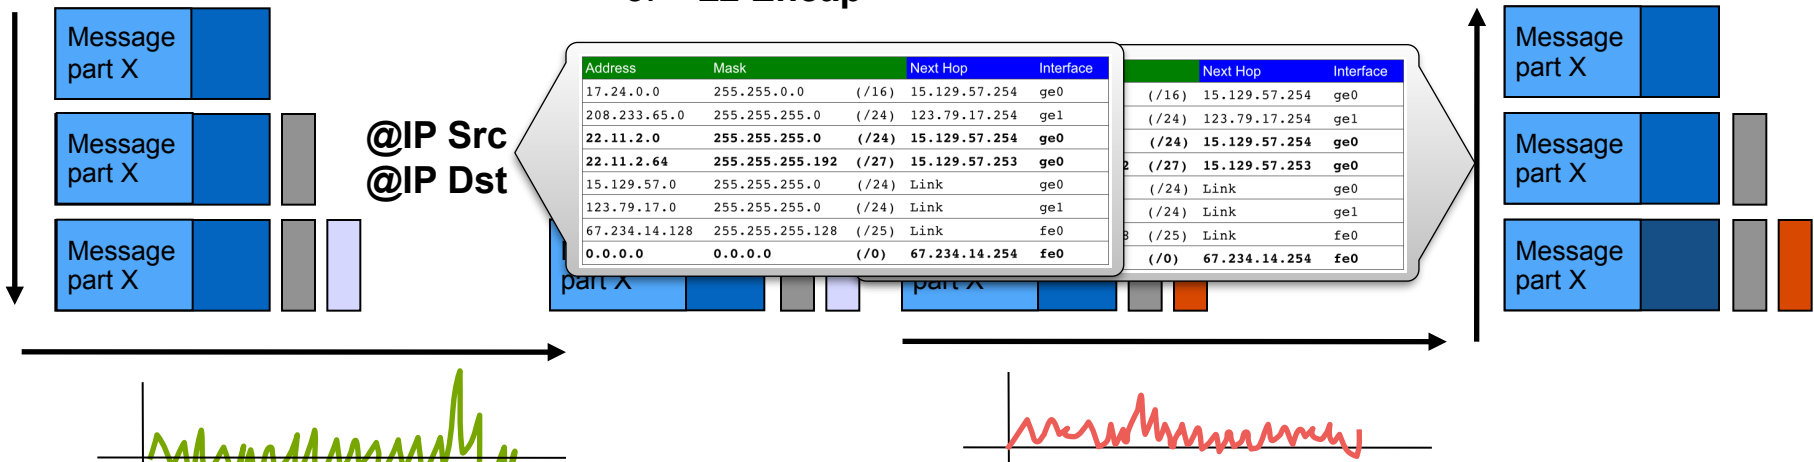 L2 Encap
Message
part X
Message
part X
Message
part X
@IP Src
@IP Dst
Address Mask Next Hop Interface
17.24.0.0 255.255.0.0 (/16) 15.129.57.254 ge0
208.233.65.0 255.255.255.0 (/24) 123.79.17.254 ge1
22.11.2.0 255.255.255.0 (/24) 15.129.57.254 ge0
22.11.2.64 255.255.255.192 (/27) 15.129.57.253 ge0
15.129.57.0 255.255.255.0 (/24) Link ge0
123.79.17.0 255.255.255.0 (/24) Link ge1
67.234.14.128 255.255.255.128 (/25) Link fe0
0.0.0.0 0.0.0.0 (/0) 67.234.14.254 fe0
Next Hop Interface
(/16) 15.129.57.254 ge0
(/24) 123.79.17.254 ge1
(/24) 15.129.57.254 ge0
2 (/27) 15.129.57.253 ge0
(/24) Link ge0
(/24) Link ge1
8 (/25) Link fe0
(/0) 67.234.14.254 fe0
part X
part X
Message
part X
Message
part X
Message
part X